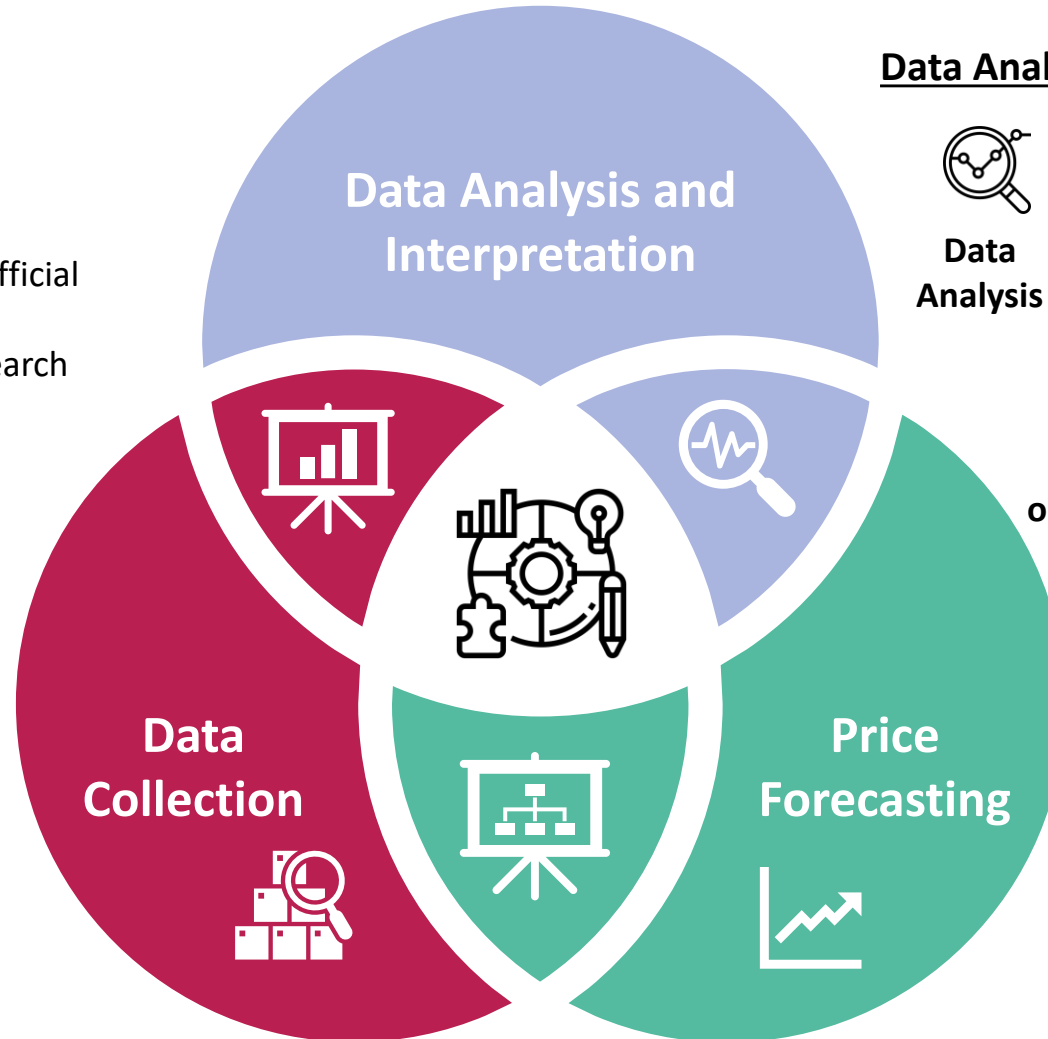 Data Anal
Data Analysis and
Interpretation
Data
Analysis
fficial
earch
o
Data
Collection
Price
Forecasting